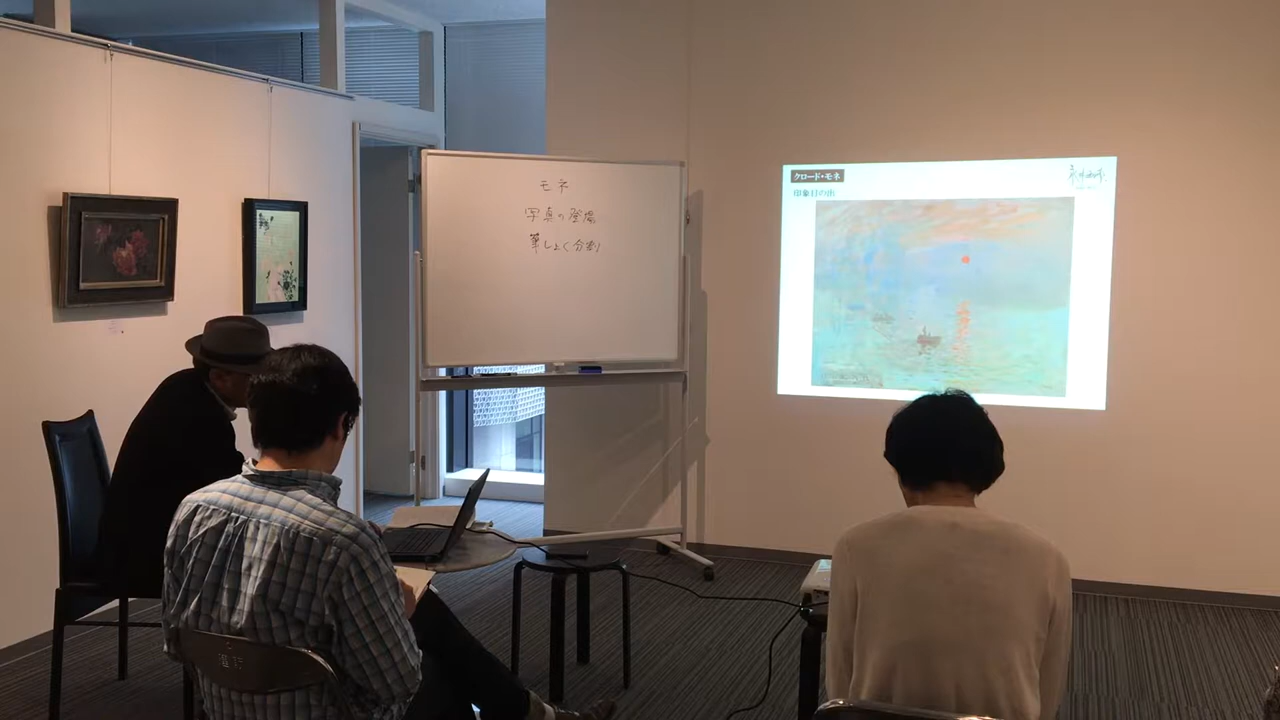 モネ
写真の登場
筆しょく分割
クロード・モネ
印象日の出